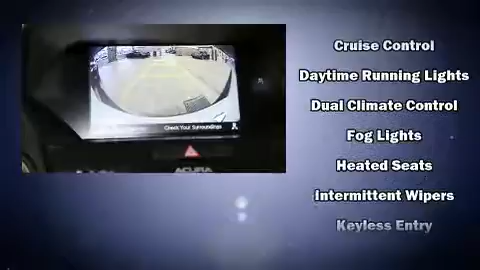 Check Your Surroundings
ACURA
Cruise Control
Daytime Running Lights
Dual Climate Control
Fog Lights
Heated Seats
Intermittent Wipers
Keyless Entry